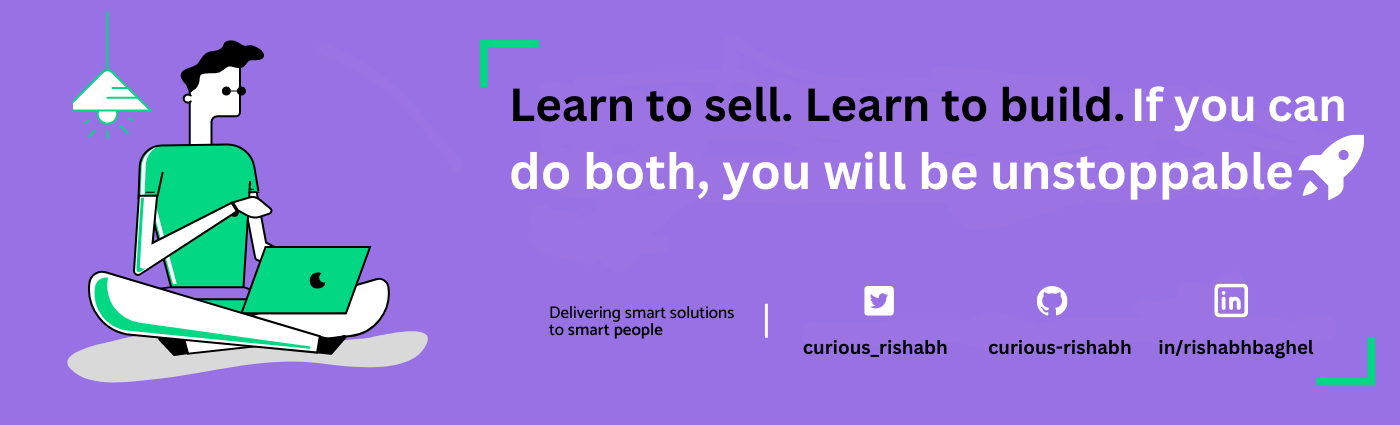 Learn to sell. Learn to build. If you can
do both, you will be unstoppable
Delivering smart solutions
to smart people
curious_rishabh
curious-rishabh
in/rishabhbaghel